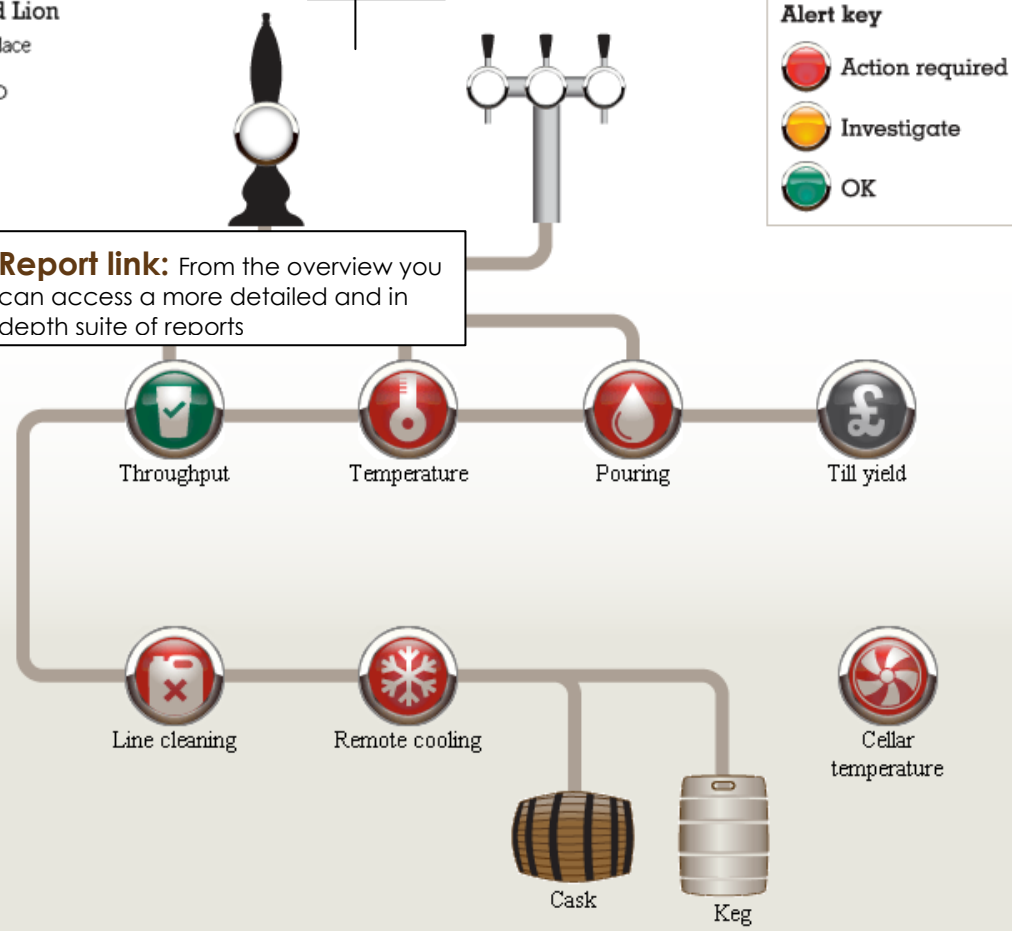 Lion
Alert key
Action required
Investigate
OK
Report link: From the overview you
can access a more detailed and in
depth suite of reports
Throughput
Temperature
Pouring
£
Till yield
Line cleaning
Remote cooling
Cellar
temperature
Cask
Keg